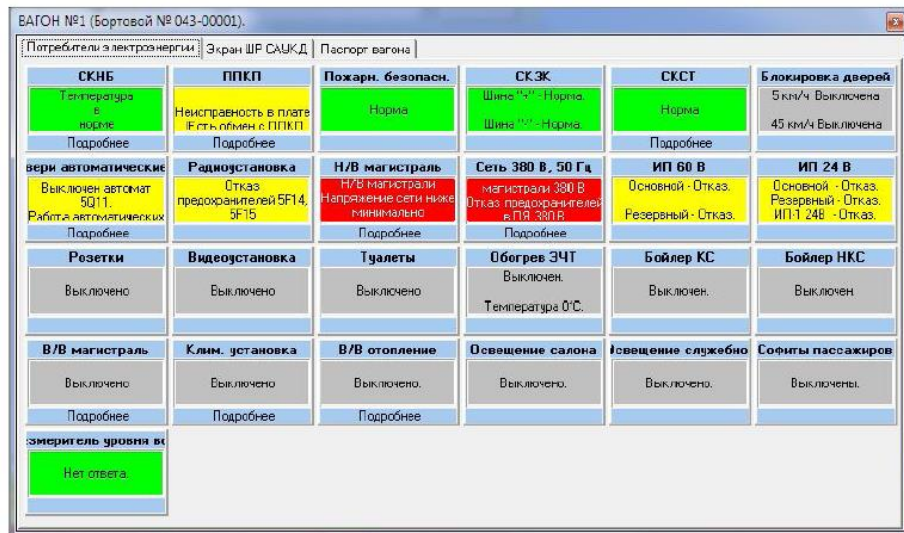 ВАГОН №1 (Бортовой № 043-00001).
Потребители электроэнергии Экран ШР САУКД Паспорт вагона
СКНБ
Температура
в
норме
Подробнее
ППКП
Неисправность в плате
(Есть обмен с ППКП)
Подробнее
Пожарн. безопасн.
Норма
СКЗК
Шина "+" - Норма.
Шина "-" - Норма.
СКСТ
Норма
Подробнее
Блокировка дверей
5 км/ч Выключена
45 км/ч Выключена
вери автоматические
Выключен автомат
5Q11.
Работа автоматических
Подробнее
Радиоустановка
Отказ
предохранителей 5F14,
5F15
Н/В магистраль
Н/В магистрали
Напряжение сети ниже
минимально
Подробнее
Сеть 380 В, 50 Гц
магистрали 380 В
Отказ предохранителей
в ПЯ 380 В
Подробнее
ИП 60 В
Основной - Отказ.
Резервный - Отказ.
ИП 24 В
Основной - Отказ.
Резервный - Отказ.
ИП-1 24В - Отказ.
Розетки
Выключено
Видеоустановка
Выключено
Туалеты
Выключено
Обогрев ЭЧТ
Выключен.
Температура 0°C.
Бойлер КС
Выключен.
Бойлер НКС
Выключен
В/В магистраль
Выключено
Подробнее
Клим. установка
Выключено
Подробнее
В/В отопление
Выключено.
Подробнее
Освещение салона
Выключено.
Освещение служебно
Выключено.
Софиты пассажиров
Выключены.
змеритель уровня во
Нет ответа.